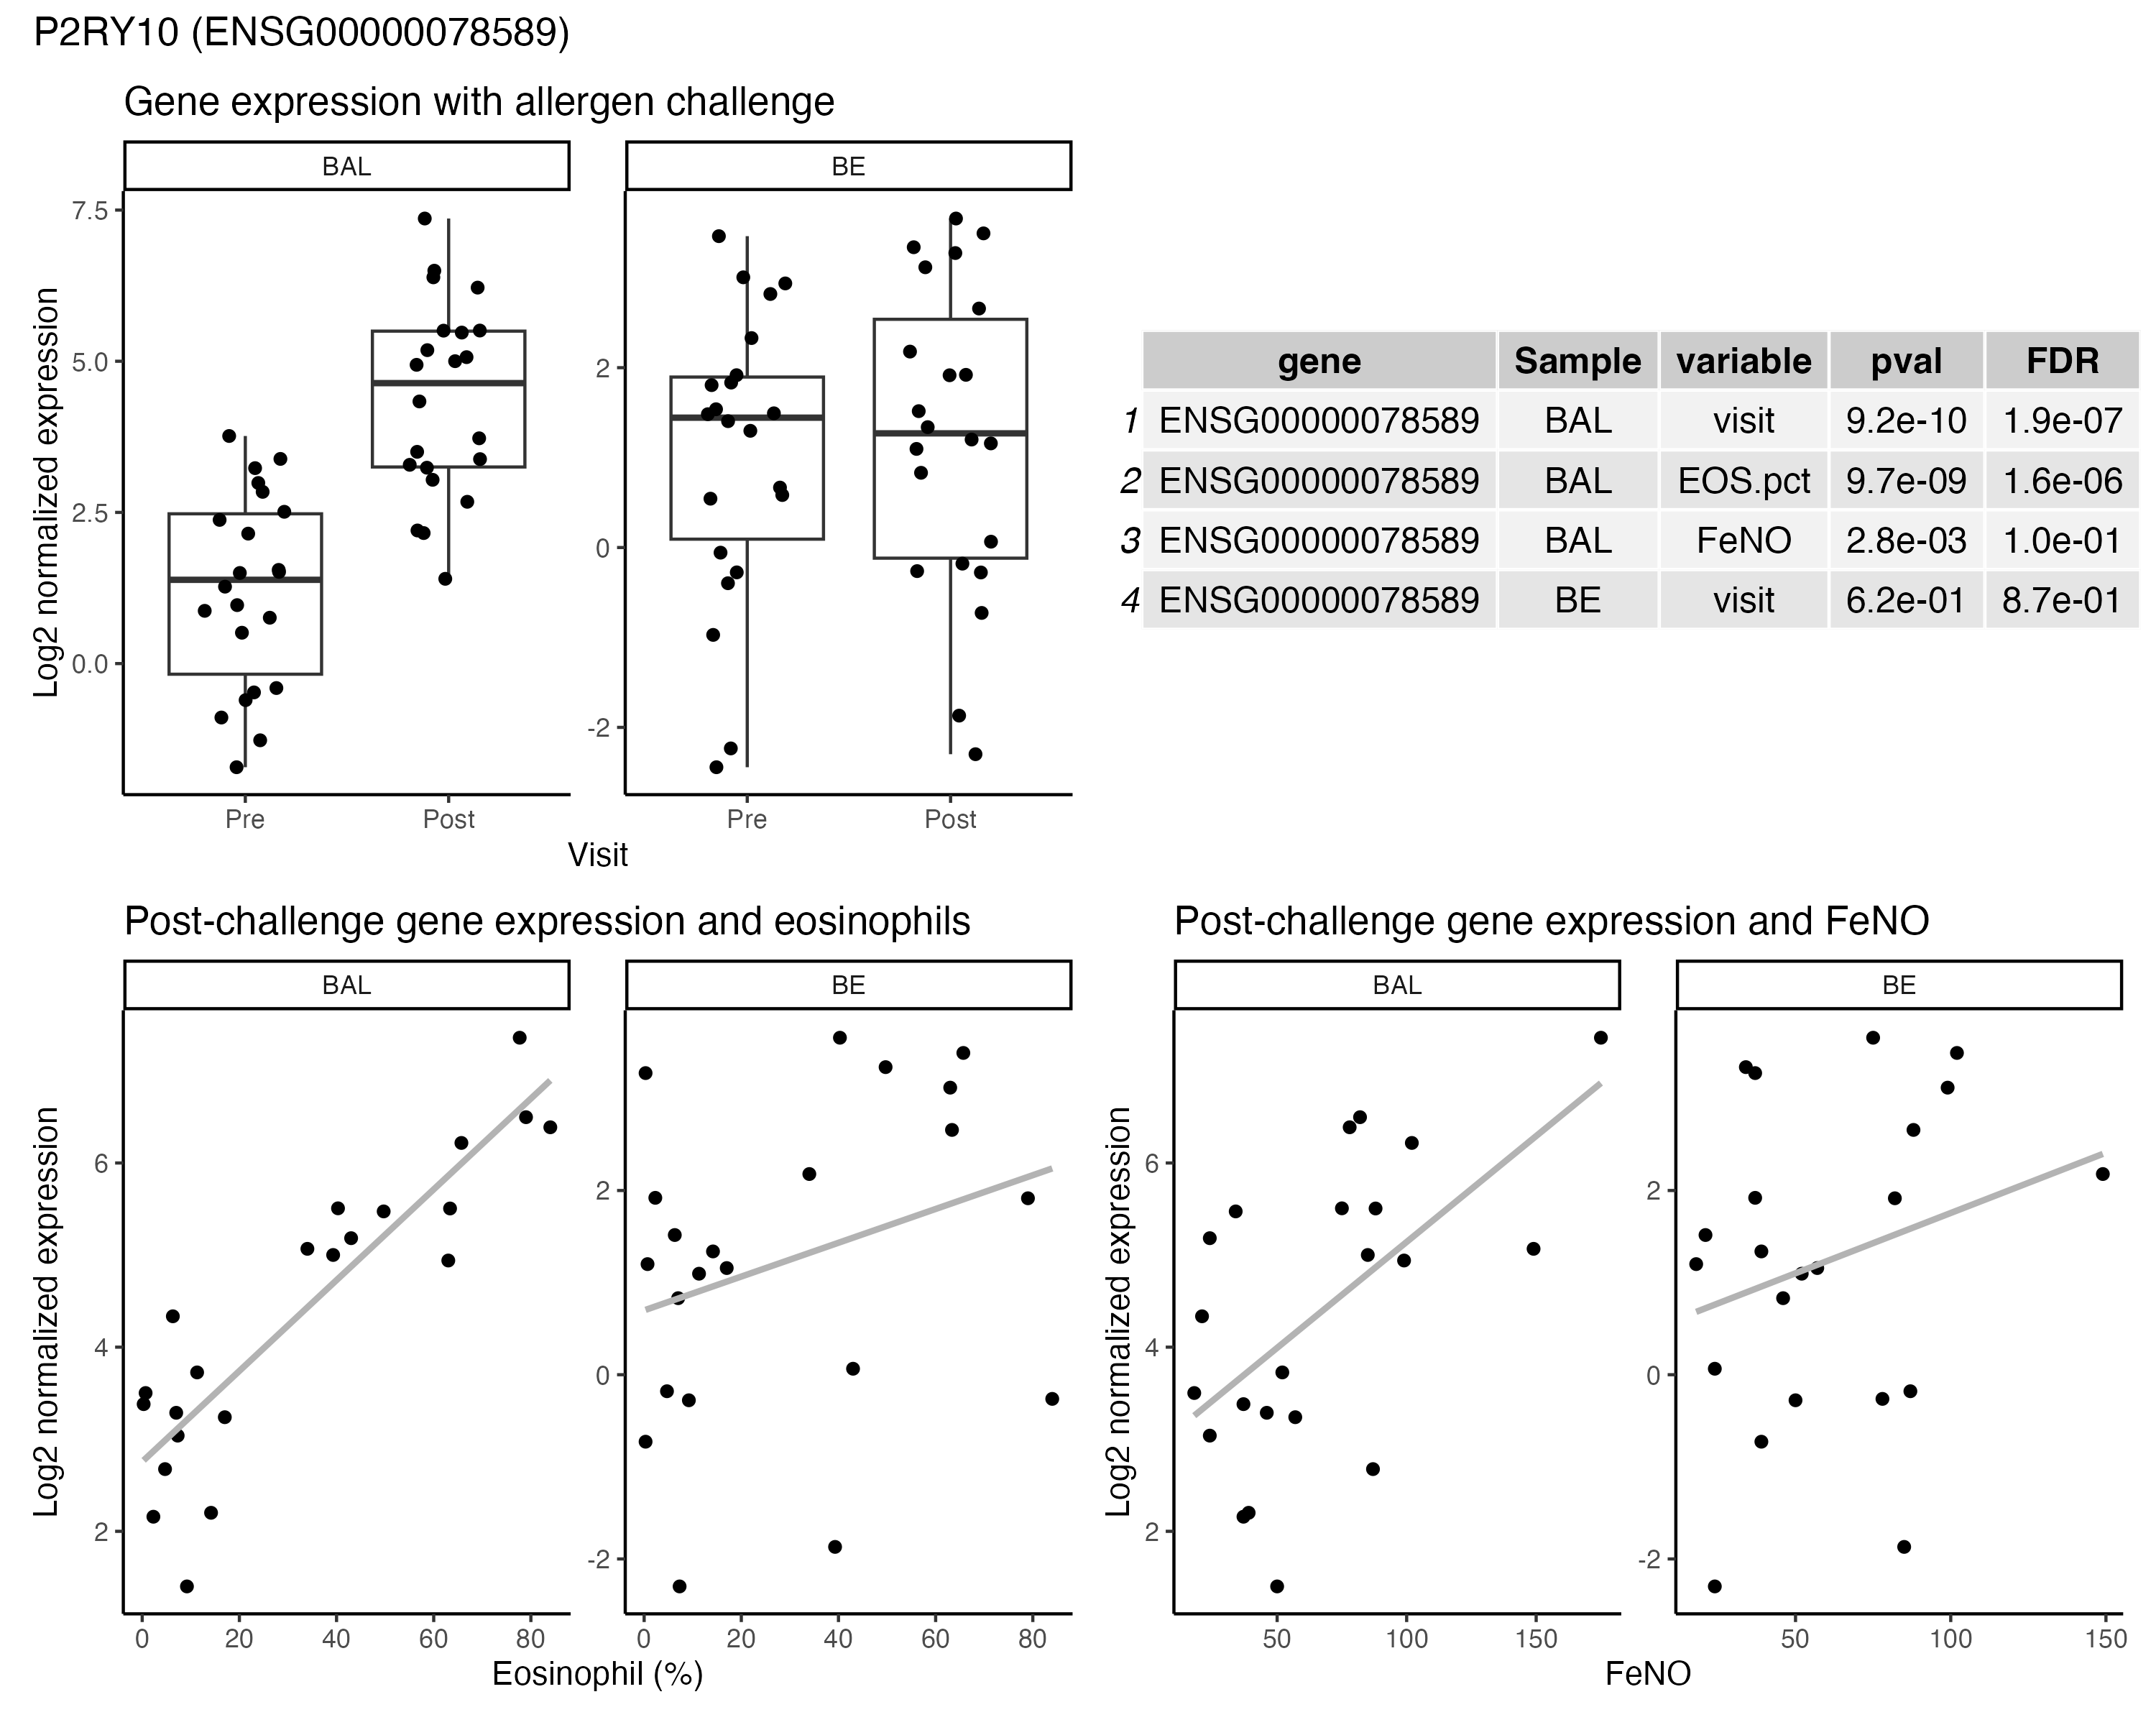 P2RY10 (ENSG00000078589)
Gene expression with allergen challenge
BAL
BE
Log2 normalized expression
7.5
5.0
2.5
0.0
2
0
-2
Pre
Post
Pre
Post
Visit
gene Sample variable pval FDR
1 ENSG00000078589 BAL visit 9.2e-10 1.9e-07
2 ENSG00000078589 BAL EOS.pct 9.7e-09 1.6e-06
3 ENSG00000078589 BAL FeNO 2.8e-03 1.0e-01
4 ENSG00000078589 BE visit 6.2e-01 8.7e-01
Post-challenge gene expression and eosinophils
BAL
BE
Log2 normalized expression
6
4
2
2
0
-2
0 20 40 60 80
0 20 40 60 80
Eosinophil (%)
Post-challenge gene expression and FeNO
BAL
BE
Log2 normalized expression
6
4
2
2
0
-2
50 100 150
50 100 150
FeNO